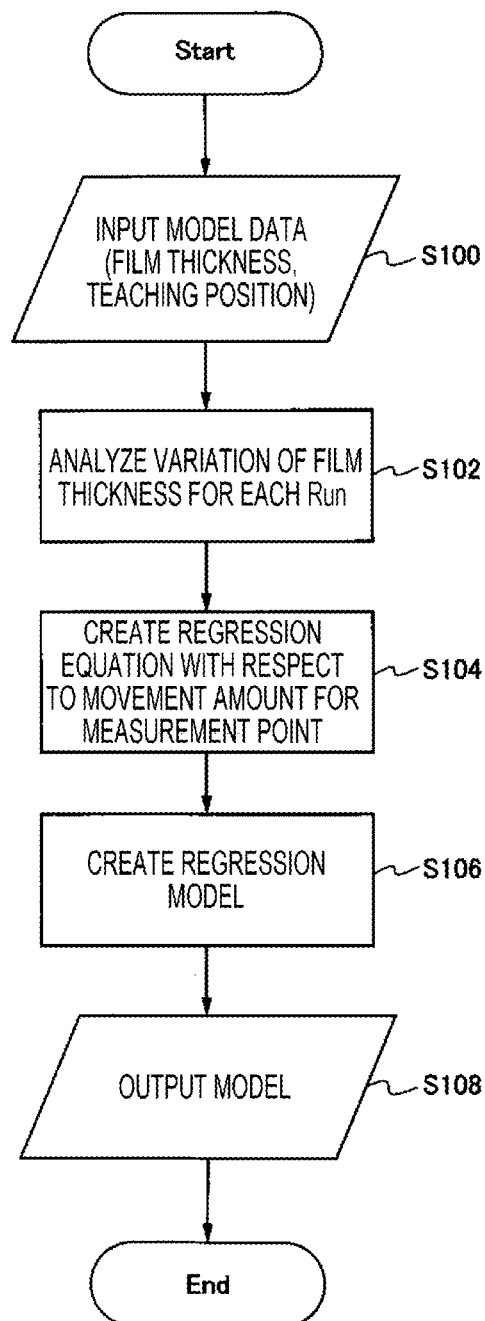 Start
INPUT MODEL DATA
(FILM THICKNESS,
TEACHING POSITION)
S100
ANALYZE VARIATION OF FILM
THICKNESS FOR EACH Run
S102
CREATE REGRESSION
EQUATION WITH RESPECT
TO MOVEMENT AMOUNT FOR
MEASUREMENT POINT
S104
CREATE REGRESSION
MODEL
S106
OUTPUT MODEL
S108
End